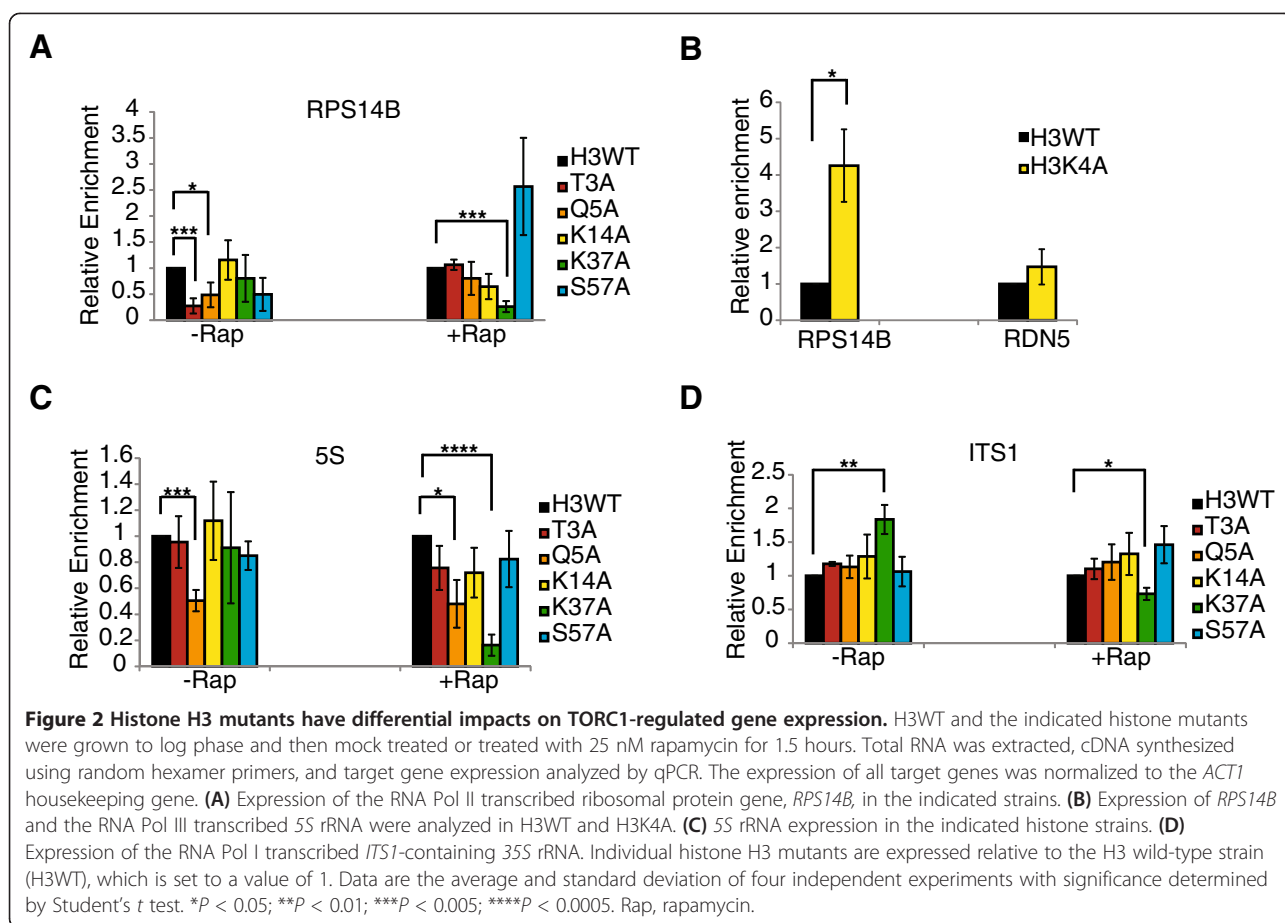 A
RPS14B
Relative Enrichment
4
3.5
3
2.5
2
1.5
1
0.5
0
***
*
***
-Rap
+Rap
H3WT
T3A
Q5A
K14A
K37A
S57A
B
Relative enrichment
6
5
4
3
2
1
0
*
RPS14B
RDN5
H3WT
H3K4A
C
5S
Relative Enrichment
1.6
1.4
1.2
1
0.8
0.6
0.4
0.2
0
***
*
****
-Rap
+Rap
H3WT
T3A
Q5A
K14A
K37A
S57A
D
ITS1
Relative Enrichment
2.5
2
1.5
1
0.5
0
**
*
-Rap
+Rap
H3WT
T3A
Q5A
K14A
K37A
S57A
Figure 2 Histone H3 mutants have differential impacts on TORC1-regulated gene expression. H3WT and the indicated histone mutants
were grown to log phase and then mock treated or treated with 25 nM rapamycin for 1.5 hours. Total RNA was extracted, cDNA synthesized
using random hexamer primers, and target gene expression analyzed by qPCR. The expression of all target genes was normalized to the ACT1
housekeeping gene. (A) Expression of the RNA Pol II transcribed ribosomal protein gene, RPS14B, in the indicated strains. (B) Expression of RPS14B
and the RNA Pol III transcribed 5S rRNA were analyzed in H3WT and H3K4A. (C) 5S rRNA expression in the indicated histone strains. (D)
Expression of the RNA Pol I transcribed ITS1-containing 35S rRNA. Individual histone H3 mutants are expressed relative to the H3 wild-type strain
(H3WT), which is set to a value of 1. Data are the average and standard deviation of four independent experiments with significance determined
by Student's t test. *P < 0.05; **P < 0.01; ***P < 0.005; ****P < 0.0005. Rap, rapamycin.